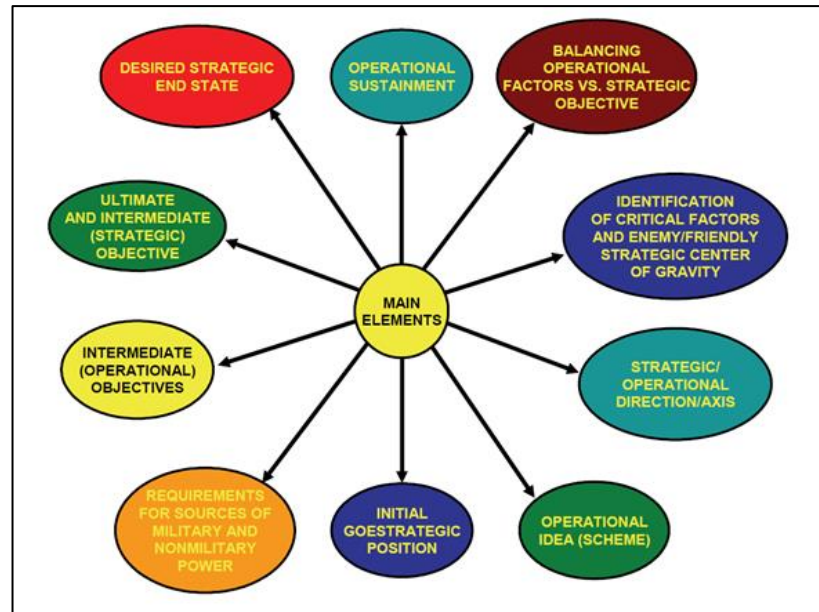 DESIRED STRATEGIC
END STATE
OPERATIONAL
SUSTAINMENT
BALANCING
OPERATIONAL
FACTORS VS. STRATEGIC
OBJECTIVE
ULTIMATE
AND INTERMEDIATE
(STRATEGIC)
OBJECTIVE
IDENTIFICATION
OF CRITICAL FACTORS
AND ENEMY/FRIENDLY
STRATEGIC CENTER
OF GRAVITY
MAIN
ELEMENTS
INTERMEDIATE
(OPERATIONAL)
OBJECTIVES
STRATEGIC/
OPERATIONAL
DIRECTION/AXIS
REQUIREMENTS
FOR SOURCES OF
MILITARY AND
NONMILITARY
POWER
INITIAL
GOESTRATEGIC
POSITION
OPERATIONAL
IDEA (SCHEME)